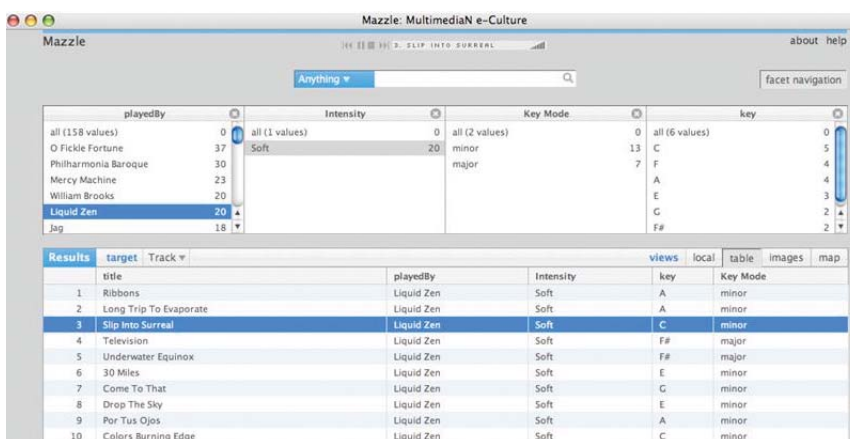 Mazzle: MultimediaN e-Culture
Mazzle
3. SLIP INTO SURREAL
about help
Anything
facet navigation
playedBy Intensity Key Mode key
all (158 values) 0 all (1 values) 0 all (2 values) 0 all (6 values) 0
O Fickle Fortune 37 Soft 20 minor 13 C 5
Philharmonia Baroque 30 major 7 F 4
Mercy Machine 23 A 4
William Brooks 20 E 3
Liquid Zen 20 G 2
Jag 18 F# 2
Results target Track views local table images map
title playedBy Intensity key Key Mode
1 Ribbons Liquid Zen Soft A minor
2 Long Trip To Evaporate Liquid Zen Soft A minor
3 Slip Into Surreal Liquid Zen Soft C minor
4 Television Liquid Zen Soft F# major
5 Underwater Equinox Liquid Zen Soft F# major
6 30 Miles Liquid Zen Soft E minor
7 Come To That Liquid Zen Soft G minor
8 Drop The Sky Liquid Zen Soft E minor
9 Por Tus Ojos Liquid Zen Soft A minor
10 Colors Burning Edge Liquid Zen Soft C minor